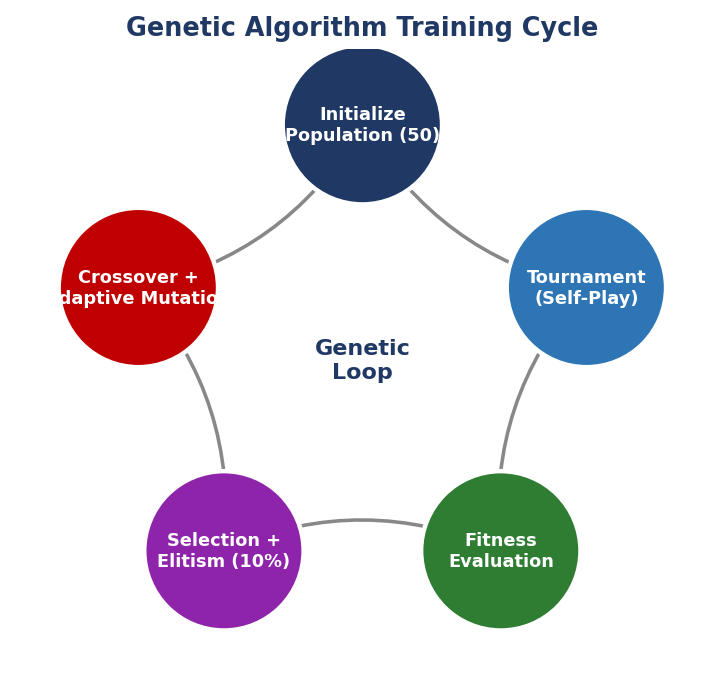 Genetic Algorithm Training Cycle
Initialize
Population (50)
Tournament
(Self-Play)
Fitness
Evaluation
Selection +
Elitism (10%)
Crossover +
daptive Mutatio
Genetic
Loop